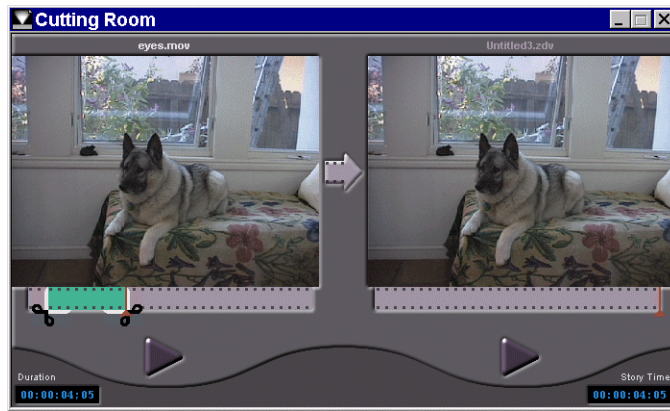 Cutting Room
eyes.mov
Untitled3.zdv
Duration
Story Time
00:00:04:05
00:00:04:05